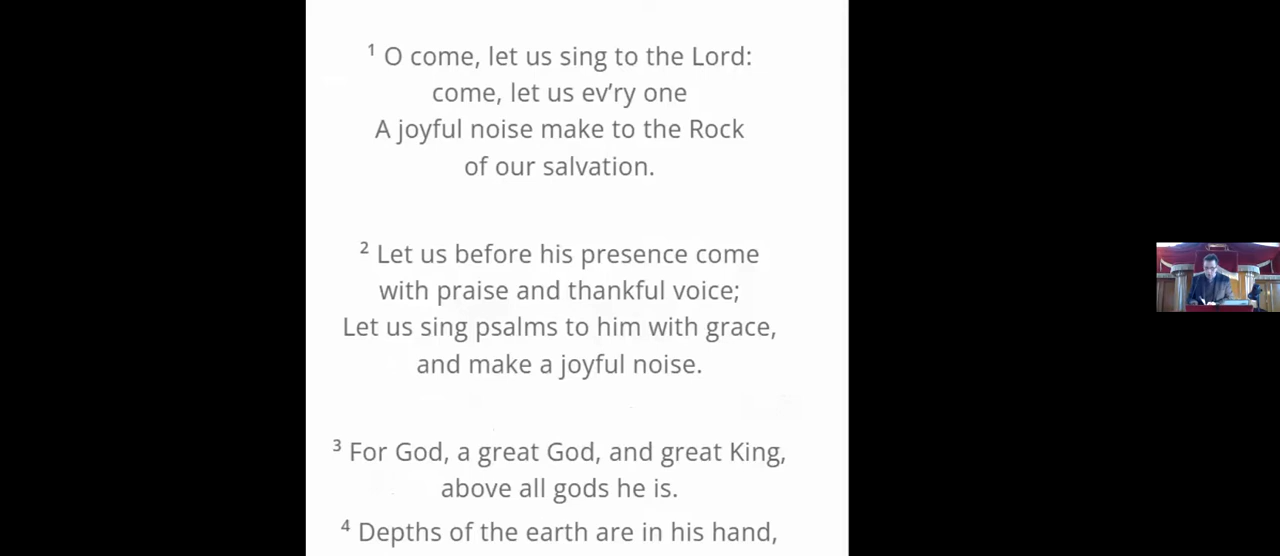 1 O come, let us sing to the Lord:
come, let us ev’ry one
A joyful noise make to the Rock
of our salvation.
2 Let us before his presence come
with praise and thankful voice;
Let us sing psalms to him with grace,
and make a joyful noise.
3 For God, a great God, and great King,
above all gods he is.
4 Depths of the earth are in his hand,